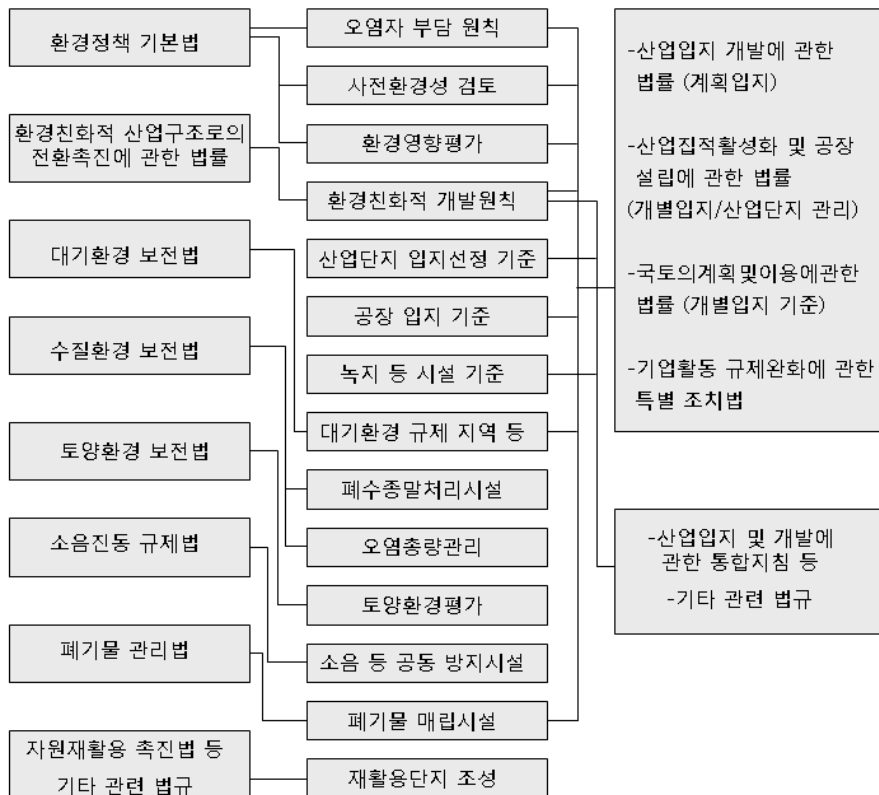 환경정책 기본법
환경친화적 산업구조로의
전환촉진에 관한 법률
대기환경 보전법
수질환경 보전법
토양환경 보전법
소음진동 규제법
폐기물 관리법
자원재활용 촉진법 등
기타 관련 법규
오염자 부담 원칙
사전환경성 검토
환경영향평가
환경친화적 개발원칙
산업단지 입지선정 기준
공장 입지 기준
녹지 등 시설 기준
대기환경 규제 지역 등
폐수종말처리시설
오염총량관리
토양환경평가
소음 등 공동 방지시설
폐기물 매립시설
재활용단지 조성
-산업입지 개발에 관한
법률 (계획입지)
-산업집적활성화 및 공장
설립에 관한 법률
(개별입지/산업단지 관리)
-국토의계획및이용에관한
법률 (개별입지 기준)
-기업활동 규제완화에 관한
특별 조치법
-산업입지 및 개발에
관한 통합지침 등
-기타 관련 법규